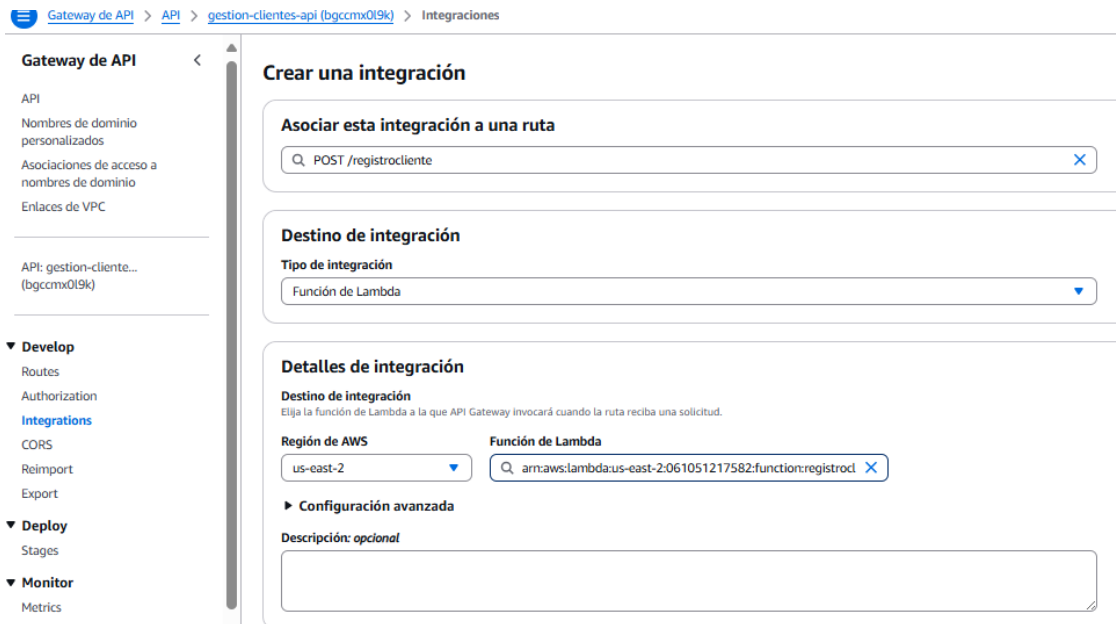 Gateway de API > API > gestion-clientes-api (bgccmx0l9k) > Integraciones
Gateway de API
API
Nombres de dominio
personalizados
Asociaciones de acceso a
nombres de dominio
Enlaces de VPC
API: gestion-cliente...
(bgccmx0l9k)
Develop
Routes
Authorization
Integrations
CORS
Reimport
Export
Deploy
Stages
Monitor
Metrics
Crear una integración
Asociar esta integración a una ruta
POST /registrocliente
Destino de integración
Tipo de integración
Función de Lambda
Detalles de integración
Destino de integración
Elija la función de Lambda a la que API Gateway invocará cuando la ruta reciba una solicitud.
Región de AWS
us-east-2
Función de Lambda
arn:aws:lambda:us-east-2:061051217582:function:registrocl
Configuración avanzada
Descripción: opcional